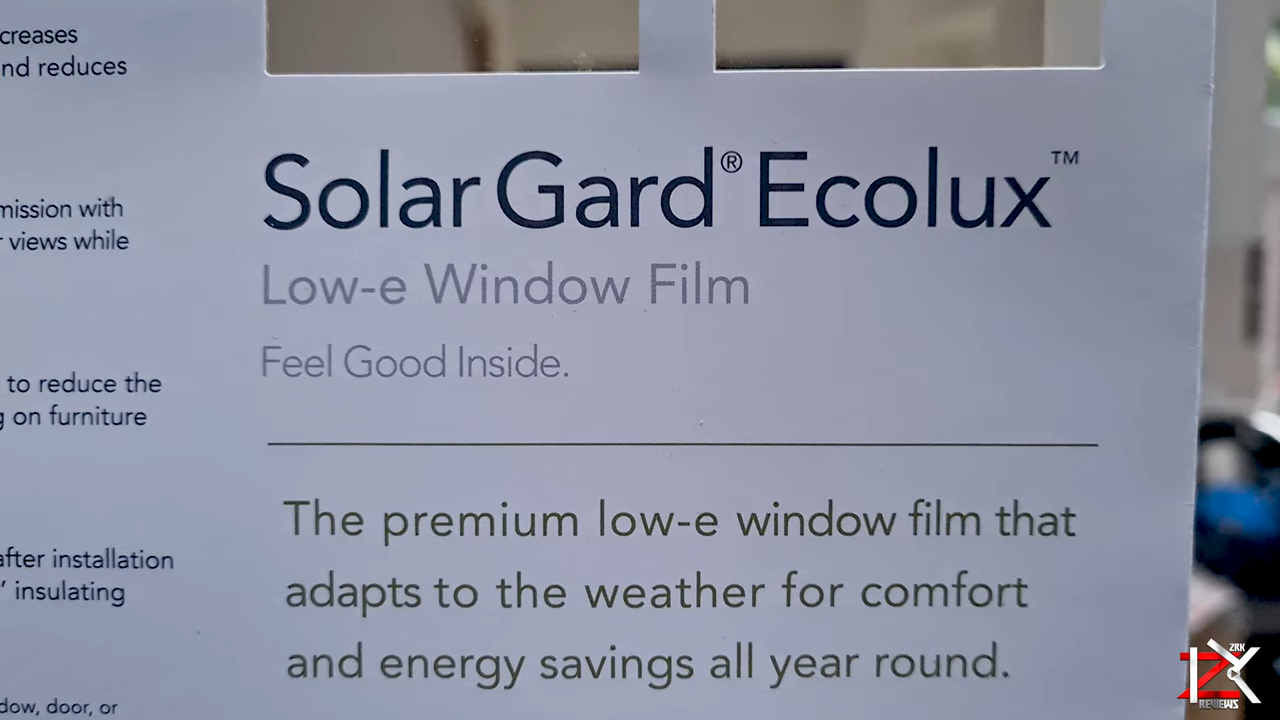 creases
nd reduces
mission with
views while
to reduce the
on furniture
after installation
insulating
dow, door, or
Solar Gard® Ecolux™
Low-e Window Film
Feel Good Inside.
The premium low-e window film that
adapts to the weather for comfort
and energy savings all year round.
ZRK
REVIEWS